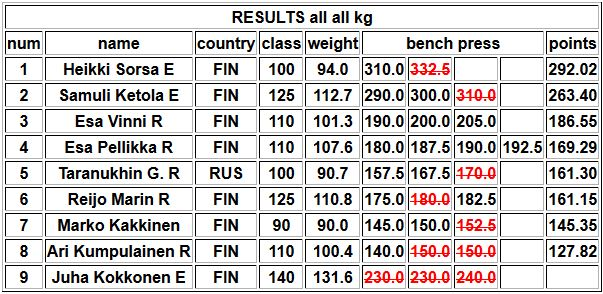 RESULTS all all kg
num name country class weight bench press points
1 Heikki Sorsa E FIN 100 94.0 310.0 332.5 292.02
2 Samuli Ketola E FIN 125 112.7 290.0 300.0 310.0 263.40
3 Esa Vinni R FIN 110 101.3 190.0 200.0 205.0 186.55
4 Esa Pellikka R FIN 110 107.6 180.0 187.5 190.0 192.5 169.29
5 Taranukhin G. R RUS 100 90.7 157.5 167.5 170.0 161.30
6 Reijo Marin R FIN 125 110.8 175.0 180.0 182.5 161.15
7 Marko Kakkinen FIN 90 90.0 145.0 150.0 152.5 145.35
8 Ari Kumpulainen R FIN 110 100.4 140.0 150.0 150.0 127.82
9 Juha Kokkonen E FIN 140 131.6 230.0 230.0 240.0